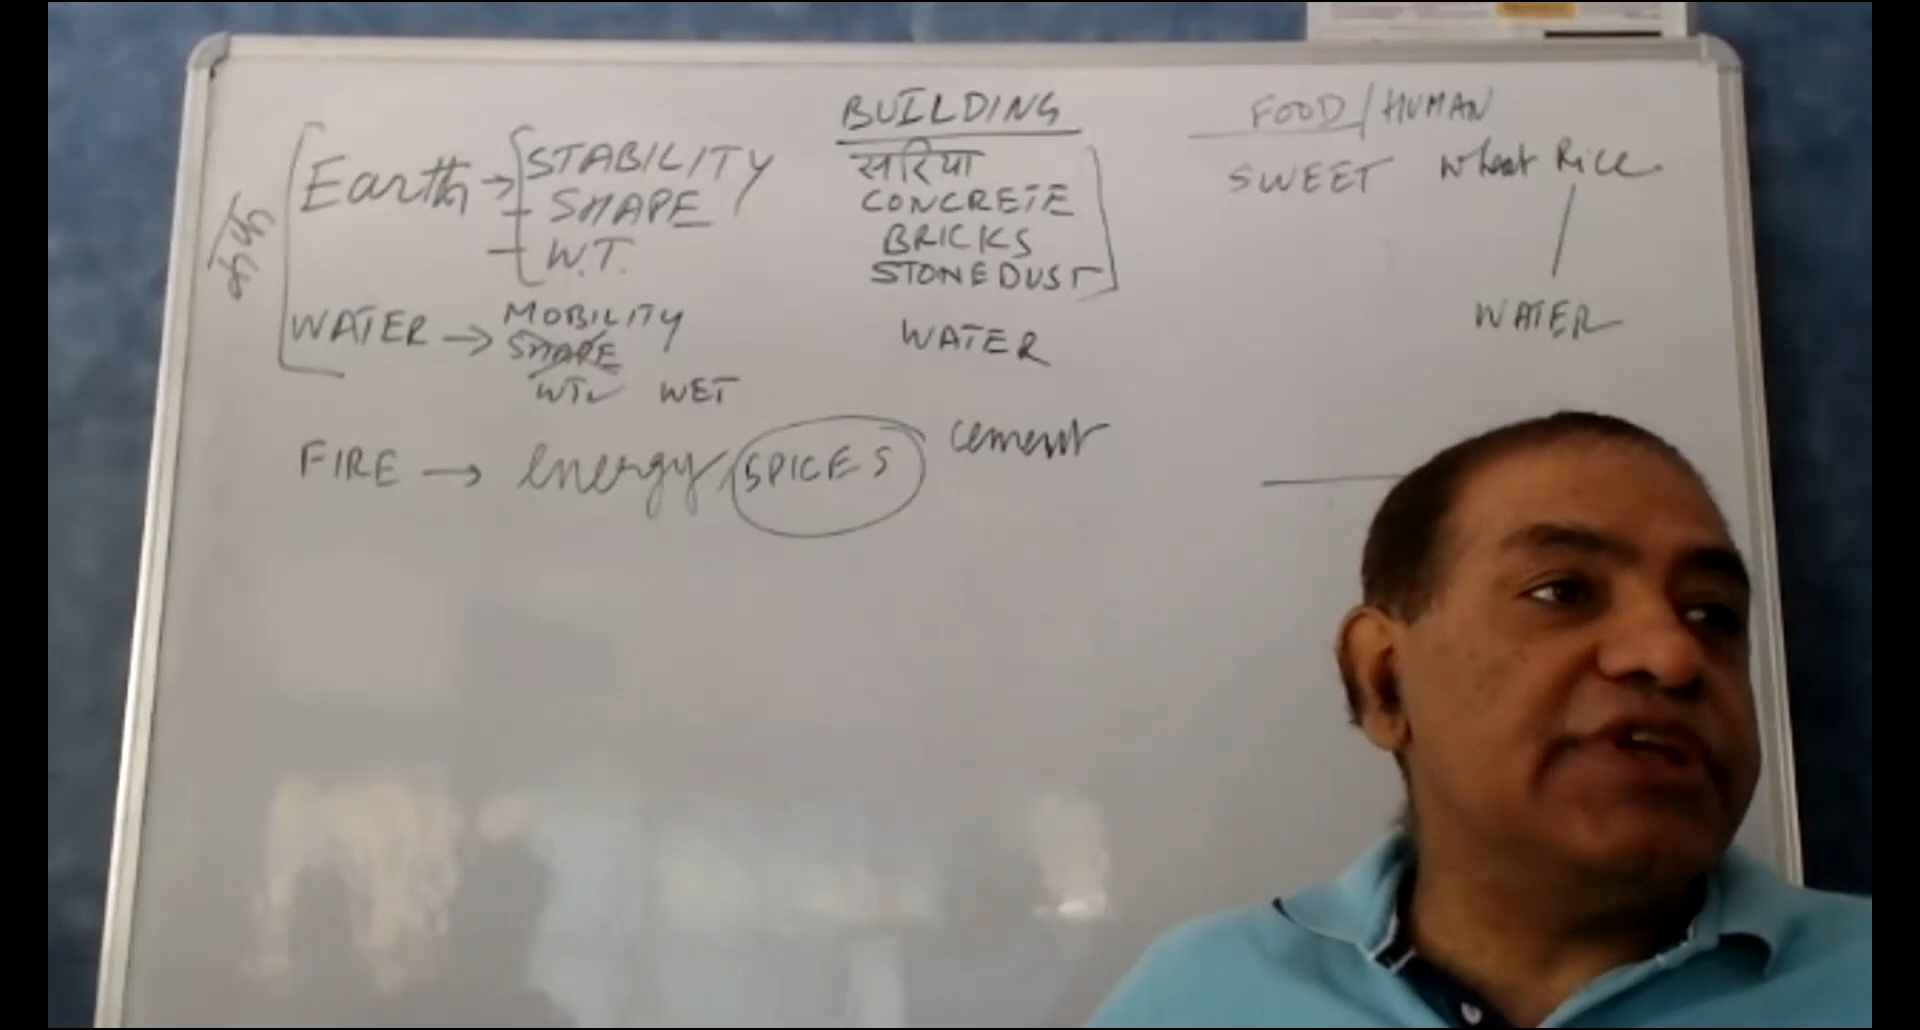 BUILDING
FOOD / HUMAN
Earth → STABILITY
सरिया
SWEET wheat Rice
- SHAPE
CONCRETE
- W.T.
BRICKS
STONE DUST
कफ
WATER → MOBILITY
WATER
WATER
SHAPE
WT✓ WET
FIRE → energy SPICES
cement